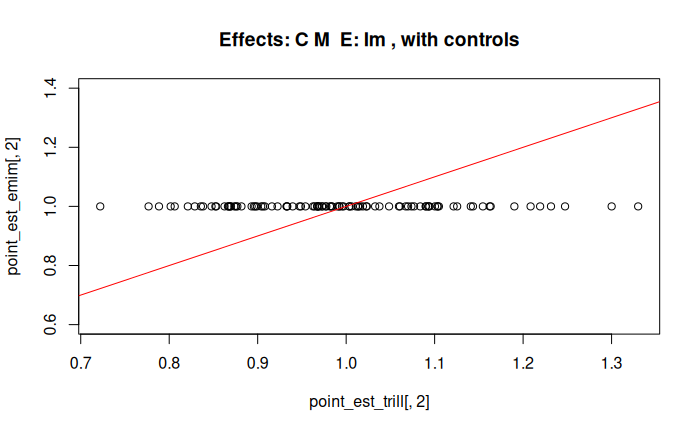 Effects: C M  E: Im , with controls
point_est_emim[, 2]
1.4
1.2
1.0
0.8
0.6
0.7 0.8 0.9 1.0 1.1 1.2 1.3
point_est_trill[, 2]